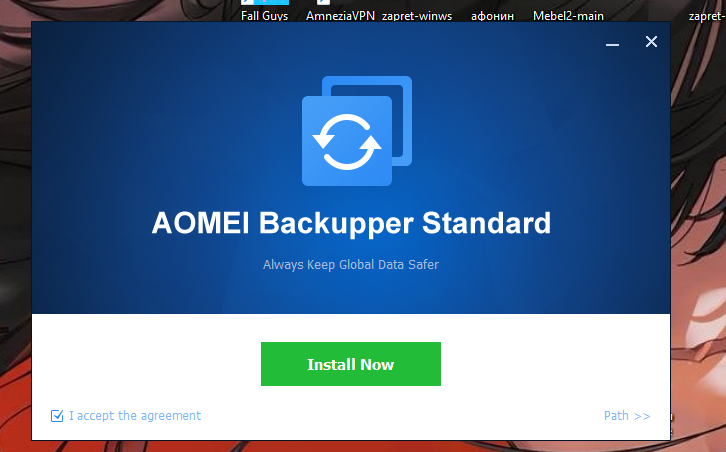 Fall Guys AmneziaVPN zapret-winws афонин Mebel2-main zapret-
AOMEI Backupper Standard
Always Keep Global Data Safer
Install Now
I accept the agreement
Path >>